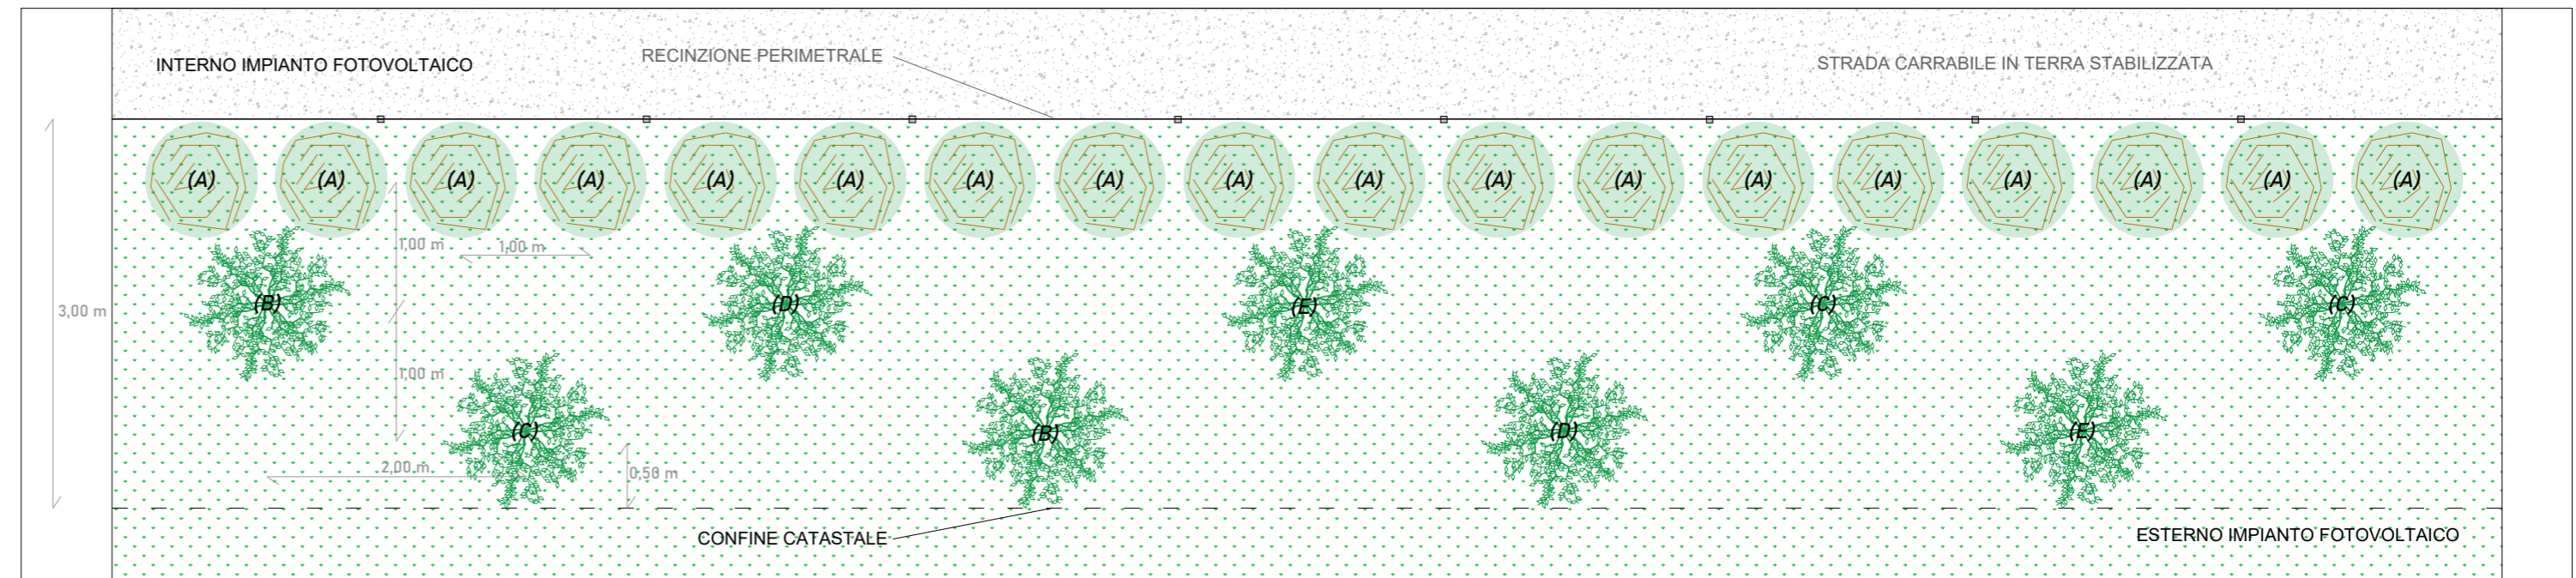 INTERNO IMPIANTO FOTOVOLTAICO
RECINZIONE PERIMETRALE
STRADA CARRABILE IN TERRA STABILIZZATA
(A) (A) (A) (A) (A) (A) (A) (A) (A) (A) (A) (A) (A) (A) (A) (A) (A) (A)
1,00 m
1,00 m
(B) (D) (E) (C) (C)
3,00 m
1,00 m
(C) (B) (D) (E)
2,00 m
0,50 m
CONFINE CATASTALE
ESTERNO IMPIANTO FOTOVOLTAICO